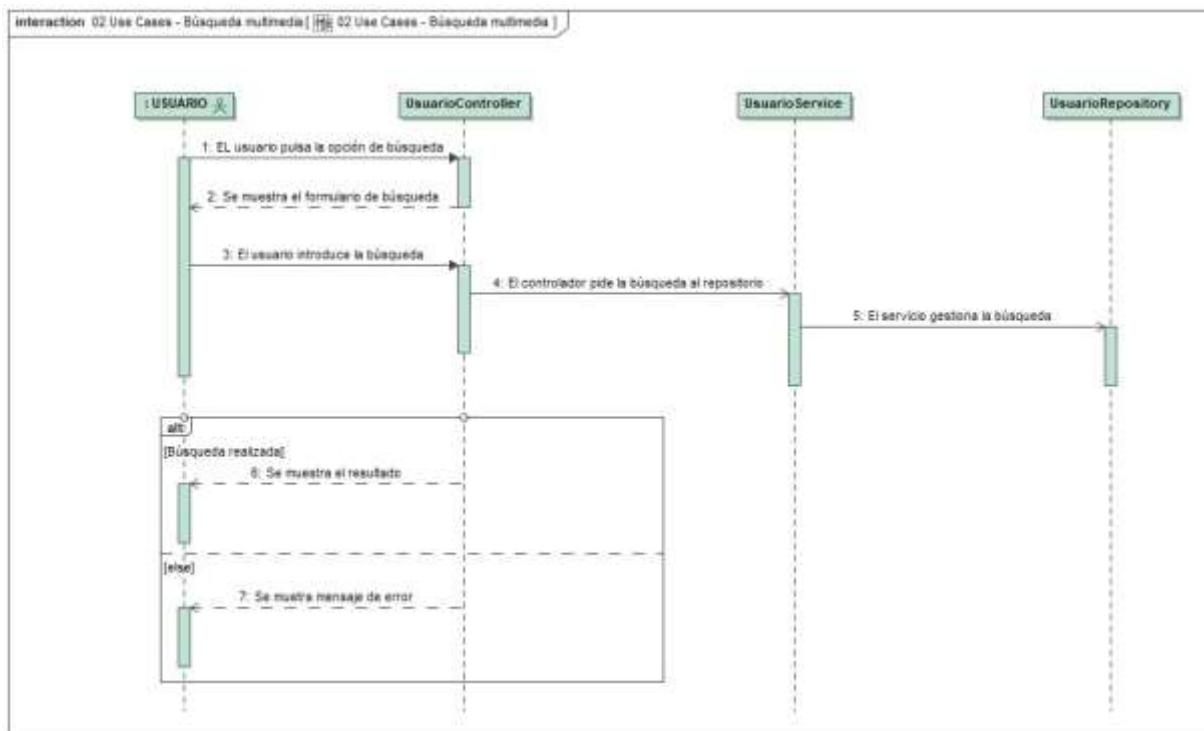 interaction 02 Use Cases - Búsqueda multimedia [ 02 Use Cases - Búsqueda multimedia ]
: USUARIO
UsuarioController
UsuarioService
UsuarioRepository
1: EL usuario pulsa la opción de búsqueda
2: Se muestra el formulario de búsqueda
3: El usuario introduce la búsqueda
4: El controlador pide la búsqueda al repositorio
5: El servicio gestiona la búsqueda
alt
[Búsqueda realizada]
6: Se muestra el resultado
[else]
7: Se mustra mensaje de error